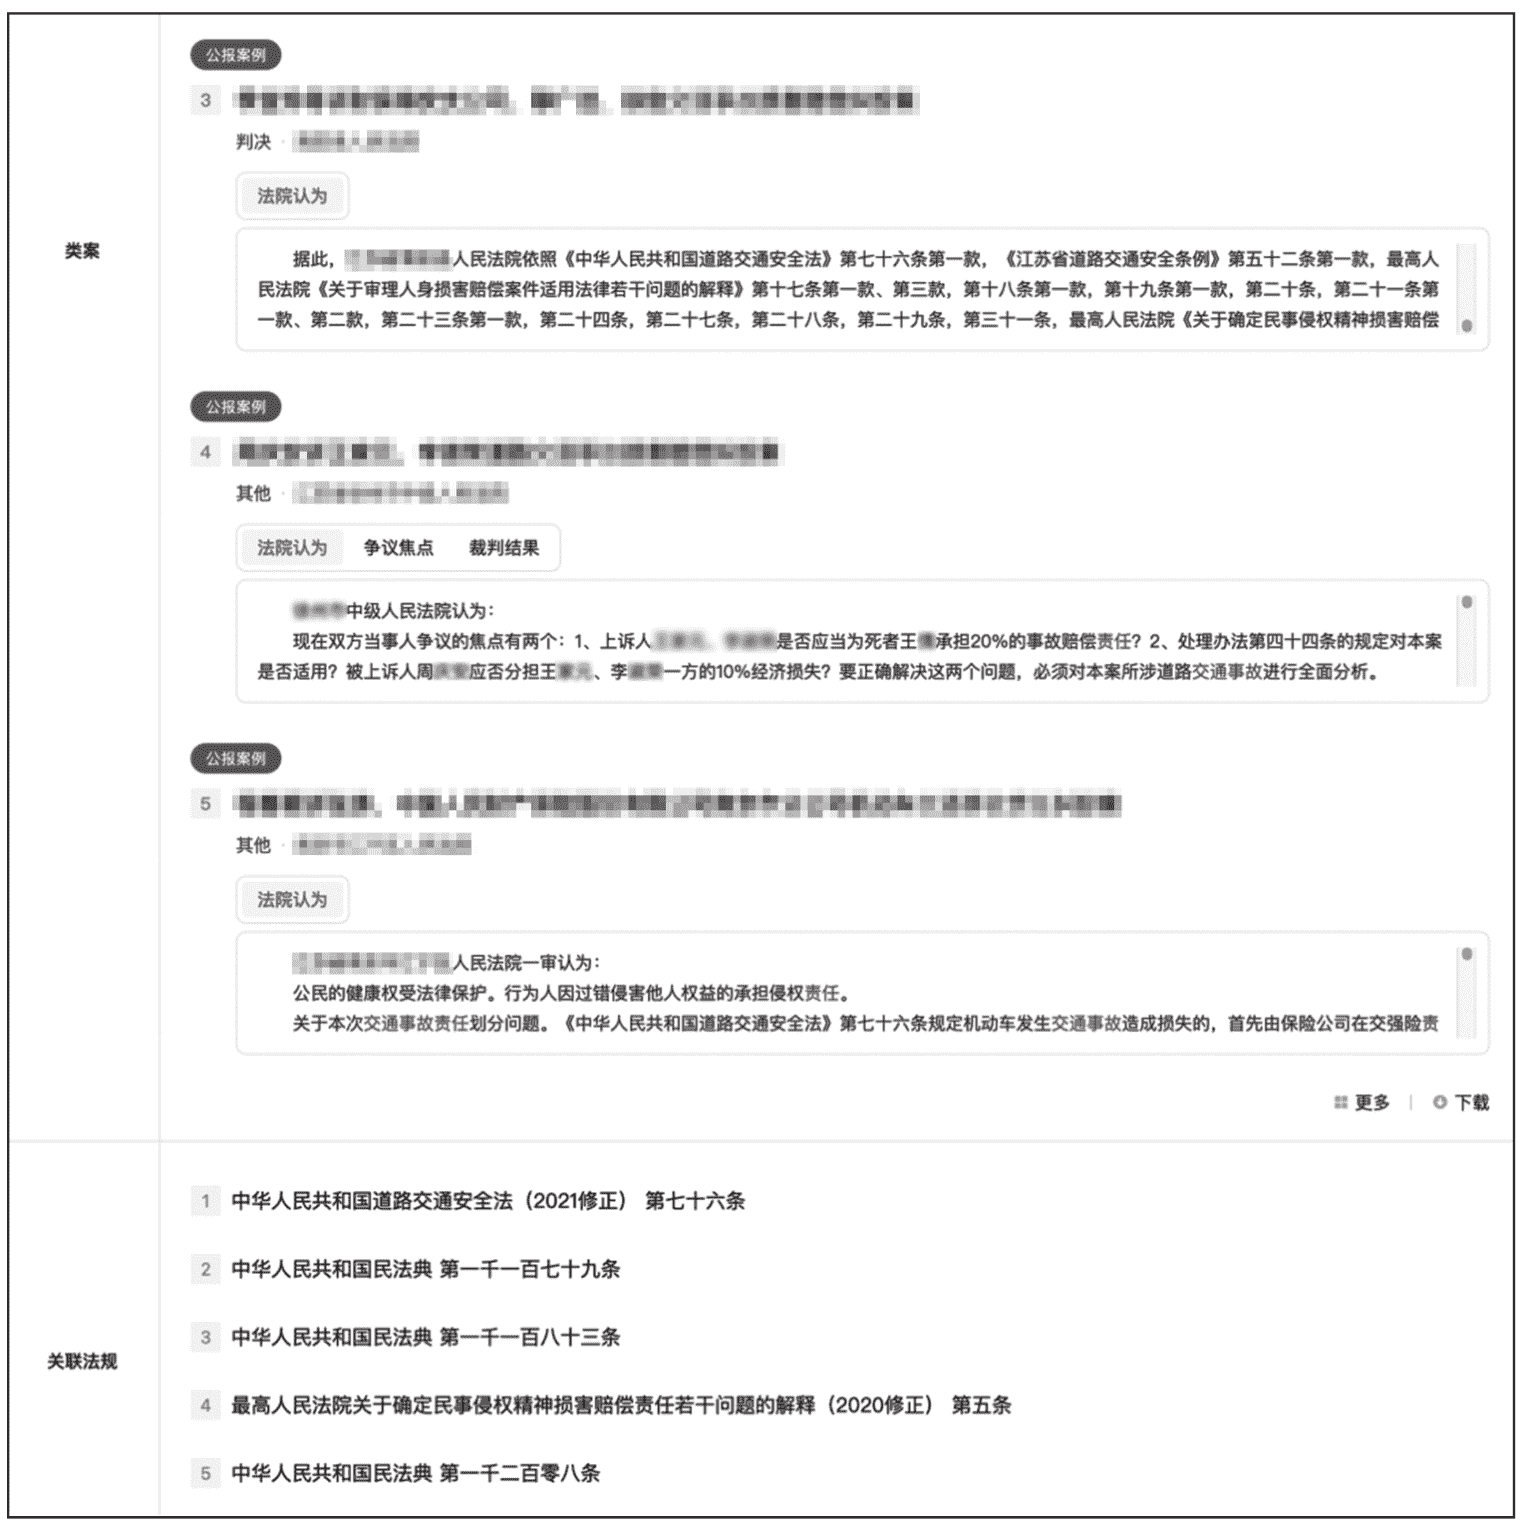 公报案例
3
判决
法院认为
类案
据此，人民法院依照《中华人民共和国道路交通安全法》第七十六条第一款，《江苏省道路交通安全条例》第五十二条第一款，最高人
民法院《关于审理人身损害赔偿案件适用法律若干问题的解释》第十七条第一款、第三款，第十八条第一款，第十九条第一款，第二十条，第二十一条第
一款、第二款，第二十三条第一款，第二十四条，第二十七条，第二十八条，第二十九条，第三十一条，最高人民法院《关于确定民事侵权精神损害赔偿
公报案例
4
其他
法院认为 争议焦点 裁判结果
中级人民法院认为：
现在双方当事人争议的焦点有两个：1、上诉人是否应当为死者王承担20%的事故赔偿责任？2、处理办法第四十四条的规定对本案
是否适用？被上诉人周应否分担王、李一方的10%经济损失？要正确解决这两个问题，必须对本案所涉道路交通事故进行全面分析。
公报案例
5
其他
法院认为
人民法院一审认为：
公民的健康权受法律保护。行为人因过错侵害他人权益的承担侵权责任。
关于本次交通事故责任划分问题。《中华人民共和国道路交通安全法》第七十六条规定机动车发生交通事故造成损失的，首先由保险公司在交强险责
更多 | 下载
1 中华人民共和国道路交通安全法（2021修正） 第七十六条
2 中华人民共和国民法典 第一千一百七十九条
3 中华人民共和国民法典 第一千一百八十三条
关联法规
4 最高人民法院关于确定民事侵权精神损害赔偿责任若干问题的解释（2020修正） 第五条
5 中华人民共和国民法典 第一千二百零八条